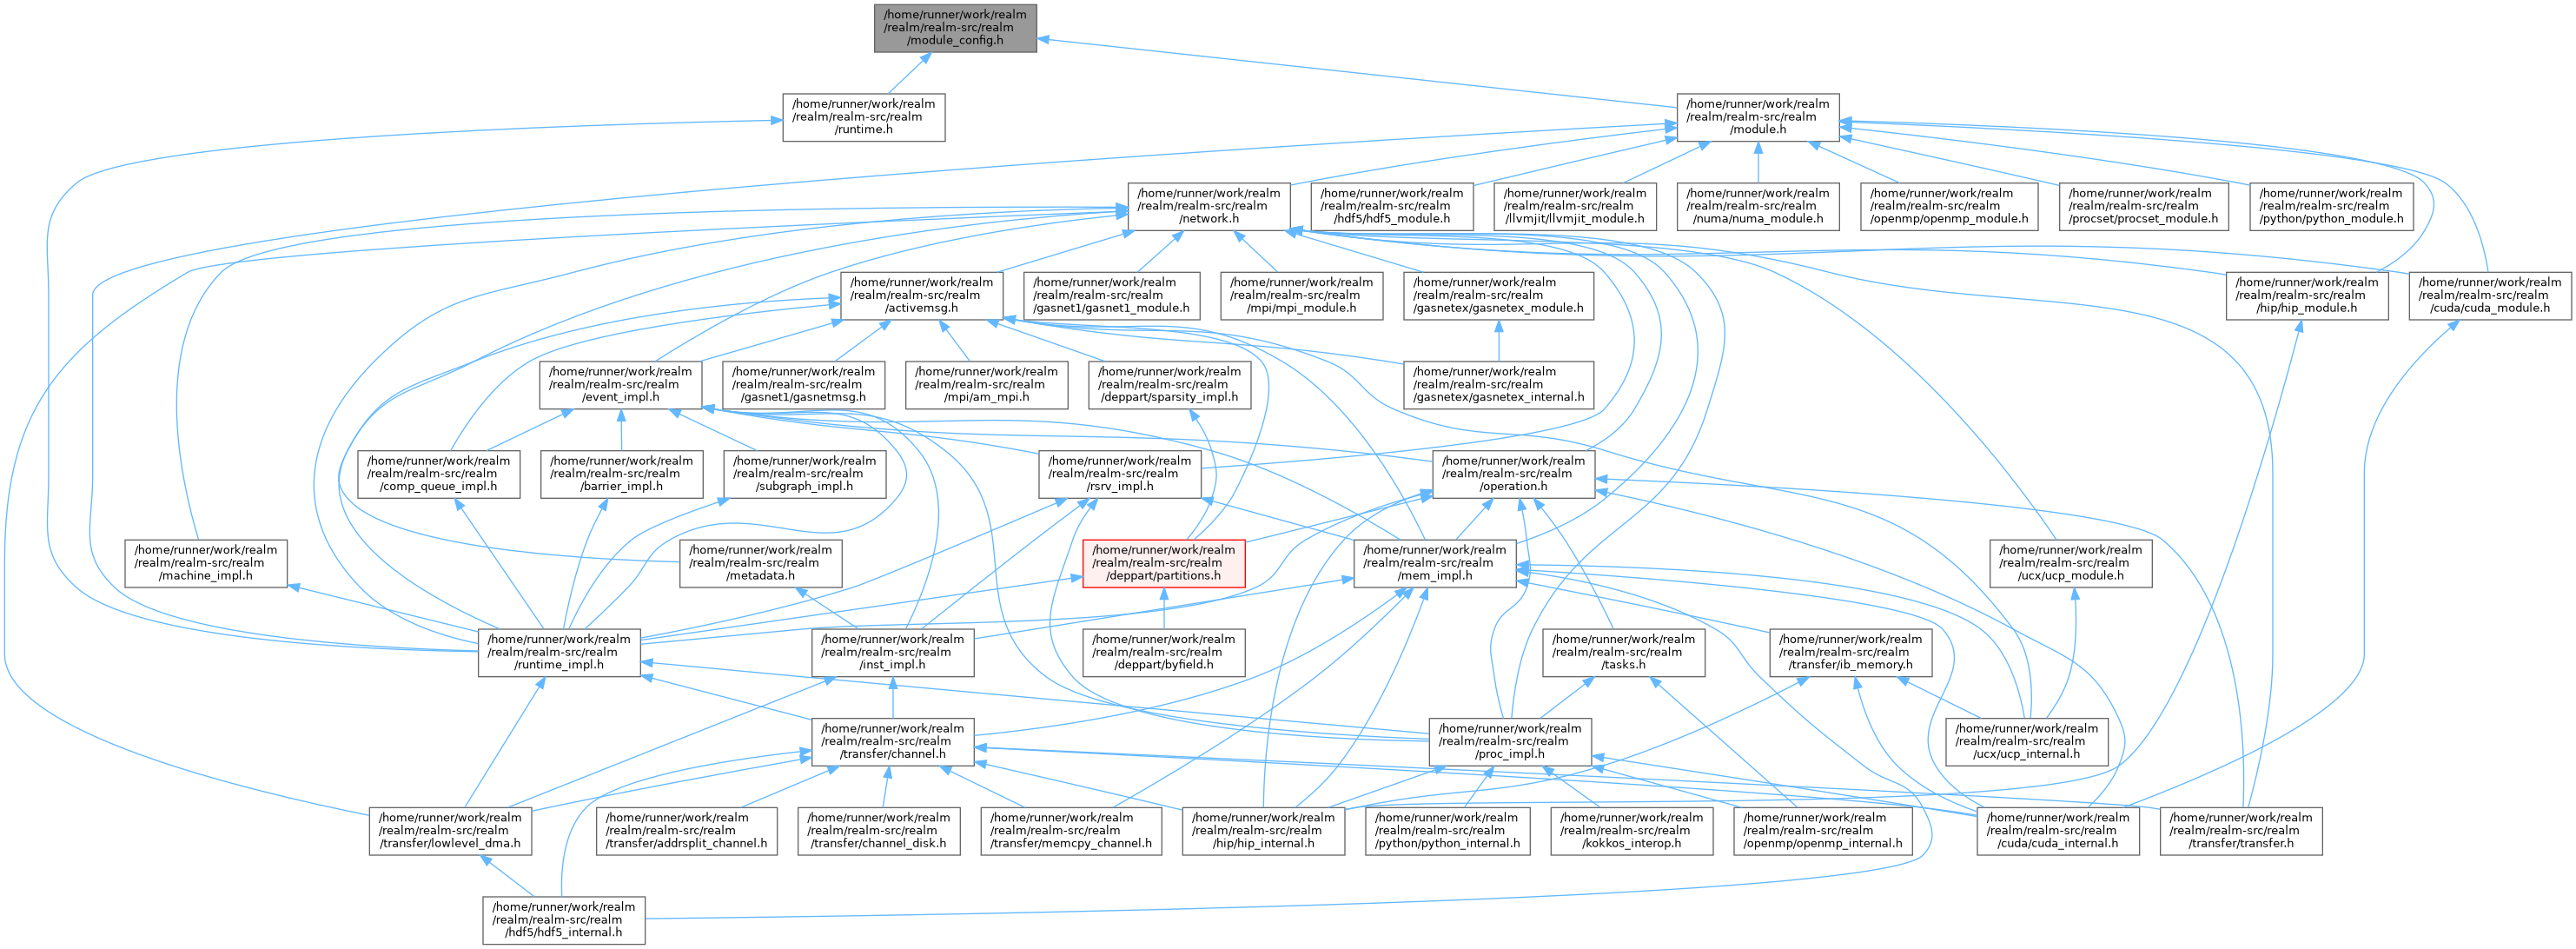 /home/runner/work/realm
/realm/realm-src/realm
/module_config.h
/home/runner/work/realm
/realm/realm-src/realm
/runtime.h
/home/runner/work/realm
/realm/realm-src/realm
/module.h
/home/runner/work/realm
/realm/realm-src/realm
/network.h
/home/runner/work/realm
/realm/realm-src/realm
/hdf5/hdf5_module.h
/home/runner/work/realm
/realm/realm-src/realm
/llvmjit/llvmjit_module.h
/home/runner/work/realm
/realm/realm-src/realm
/numa/numa_module.h
/home/runner/work/realm
/realm/realm-src/realm
/openmp/openmp_module.h
/home/runner/work/realm
/realm/realm-src/realm
/procset/procset_module.h
/home/runner/work/realm
/realm/realm-src/realm
/python/python_module.h
/home/runner/work/realm
/realm/realm-src/realm
/activemsg.h
/home/runner/work/realm
/realm/realm-src/realm
/gasnet1/gasnet1_module.h
/home/runner/work/realm
/realm/realm-src/realm
/mpi/mpi_module.h
/home/runner/work/realm
/realm/realm-src/realm
/gasnetex/gasnetex_module.h
/home/runner/work/realm
/realm/realm-src/realm
/hip/hip_module.h
/home/runner/work/realm
/realm/realm-src/realm
/cuda/cuda_module.h
/home/runner/work/realm
/realm/realm-src/realm
/event_impl.h
/home/runner/work/realm
/realm/realm-src/realm
/gasnet1/gasnetmsg.h
/home/runner/work/realm
/realm/realm-src/realm
/mpi/am_mpi.h
/home/runner/work/realm
/realm/realm-src/realm
/deppart/sparsity_impl.h
/home/runner/work/realm
/realm/realm-src/realm
/gasnetex/gasnetex_internal.h
/home/runner/work/realm
/realm/realm-src/realm
/comp_queue_impl.h
/home/runner/work/realm
/realm/realm-src/realm
/barrier_impl.h
/home/runner/work/realm
/realm/realm-src/realm
/subgraph_impl.h
/home/runner/work/realm
/realm/realm-src/realm
/rsrv_impl.h
/home/runner/work/realm
/realm/realm-src/realm
/operation.h
/home/runner/work/realm
/realm/realm-src/realm
/machine_impl.h
/home/runner/work/realm
/realm/realm-src/realm
/metadata.h
/home/runner/work/realm
/realm/realm-src/realm
/deppart/partitions.h
/home/runner/work/realm
/realm/realm-src/realm
/mem_impl.h
/home/runner/work/realm
/realm/realm-src/realm
/ucx/ucp_module.h
/home/runner/work/realm
/realm/realm-src/realm
/runtime_impl.h
/home/runner/work/realm
/realm/realm-src/realm
/inst_impl.h
/home/runner/work/realm
/realm/realm-src/realm
/deppart/byfield.h
/home/runner/work/realm
/realm/realm-src/realm
/tasks.h
/home/runner/work/realm
/realm/realm-src/realm
/transfer/ib_memory.h
/home/runner/work/realm
/realm/realm-src/realm
/transfer/channel.h
/home/runner/work/realm
/realm/realm-src/realm
/proc_impl.h
/home/runner/work/realm
/realm/realm-src/realm
/ucx/ucp_internal.h
/home/runner/work/realm
/realm/realm-src/realm
/transfer/lowlevel_dma.h
/home/runner/work/realm
/realm/realm-src/realm
/transfer/addrsplit_channel.h
/home/runner/work/realm
/realm/realm-src/realm
/transfer/channel_disk.h
/home/runner/work/realm
/realm/realm-src/realm
/transfer/memcpy_channel.h
/home/runner/work/realm
/realm/realm-src/realm
/hip/hip_internal.h
/home/runner/work/realm
/realm/realm-src/realm
/python/python_internal.h
/home/runner/work/realm
/realm/realm-src/realm
/kokkos_interop.h
/home/runner/work/realm
/realm/realm-src/realm
/openmp/openmp_internal.h
/home/runner/work/realm
/realm/realm-src/realm
/cuda/cuda_internal.h
/home/runner/work/realm
/realm/realm-src/realm
/transfer/transfer.h
/home/runner/work/realm
/realm/realm-src/realm
/hdf5/hdf5_internal.h